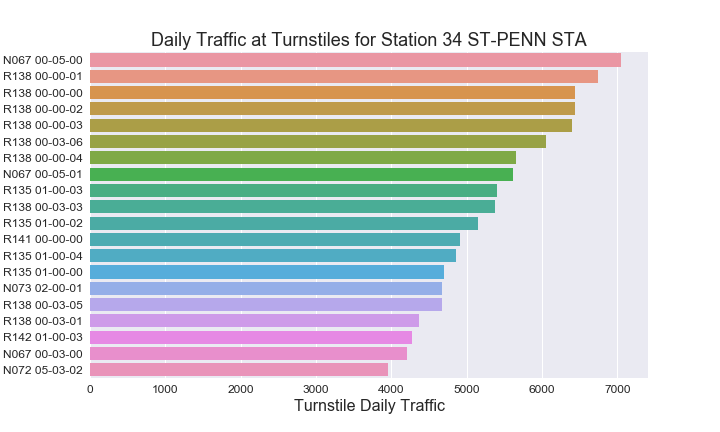 Daily Traffic at Turnstiles for Station 34 ST-PENN STA
N067 00-05-00
R138 00-00-01
R138 00-00-00
R138 00-00-02
R138 00-00-03
R138 00-03-06
R138 00-00-04
N067 00-05-01
R135 01-00-03
R138 00-03-03
R135 01-00-02
R141 00-00-00
R135 01-00-04
R135 01-00-00
N073 02-00-01
R138 00-03-05
R138 00-03-01
R142 01-00-03
N067 00-03-00
N072 05-03-02
0 1000 2000 3000 4000 5000 6000 7000
Turnstile Daily Traffic